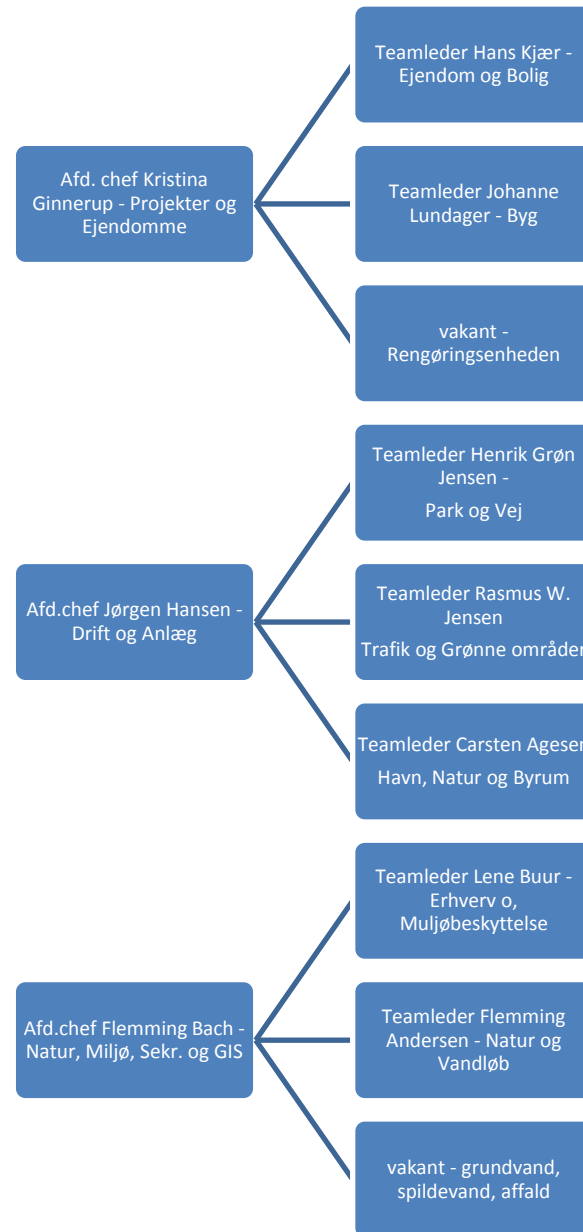 Teamleder Hans Kjær -
Ejendom og Bolig
Afd. chef Kristina
Ginnerup - Projekter og
Ejendomme
Teamleder Johanne
Lundager - Byg
vakant -
Rengøringsenheden
Teamleder Henrik Grøn
Jensen -
Park og Vej
Afd.chef Jørgen Hansen -
Drift og Anlæg
Teamleder Rasmus W.
Jensen
Trafik og Grønne områder
Teamleder Carsten Agesen
Havn, Natur og Byrum
Teamleder Lene Buur -
Erhverv o,
Muljøbeskyttelse
Afd.chef Flemming Bach -
Natur, Miljø, Sekr. og GIS
Teamleder Flemming
Andersen - Natur og
Vandløb
vakant - grundvand,
spildevand, affald